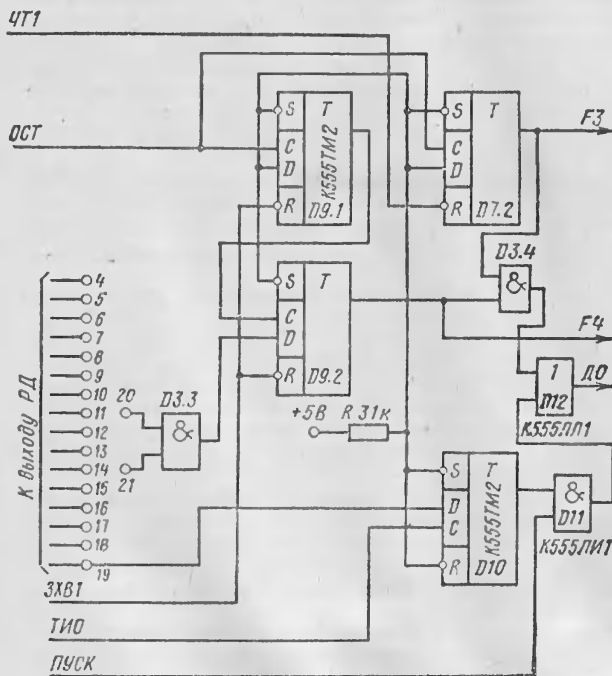 ЧТ1
ОСТ
S T
C
D
R
К555ТМ2
D9.1
S T
C
D
R
D7.2
F3
D3.4
&
S T
C
D
R
D9.2
F4
1
D12
К555ЛЛ1
ДО
К выходу РД
4
5
6
7
8
9
10
11
12
13
14
15
16
17
18
19
20
21
D3.3
&
+5В
R 31к
S T
D
C
R
К555ТМ2
D10
&
D11
К555ЛИ1
ЗХВ1
ТИО
ПУСК